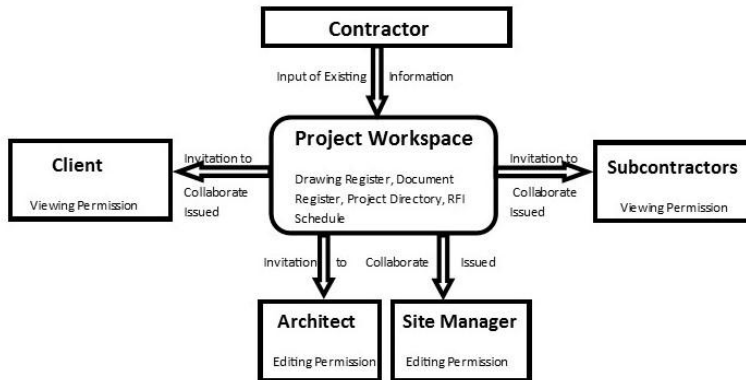 Contractor
Input of Existing Information
Project Workspace
Drawing Register, Document
Register, Project Directory, RFI
Schedule
Client
Viewing Permission
Invitation to
Collaborate
Issued
Invitation to
Collaborate
Issued
Subcontractors
Viewing Permission
Invitation to Collaborate Issued
Architect
Editing Permission
Site Manager
Editing Permission